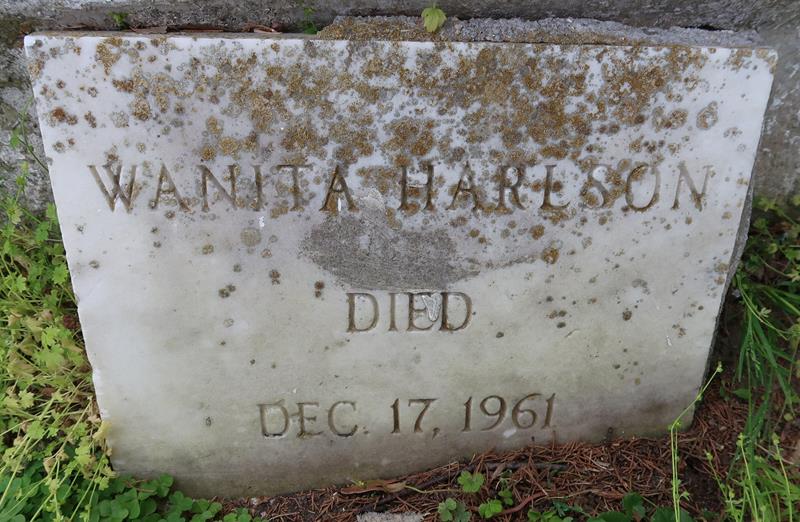 WANITA HARLSON
DIED
DEC. 17, 1961